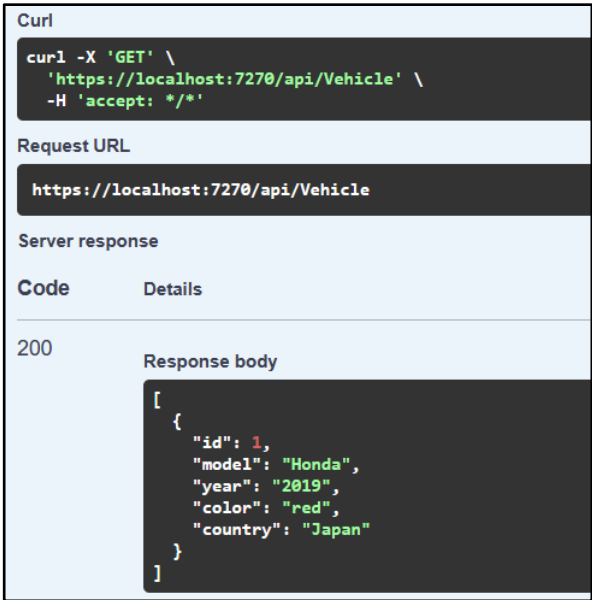 Curl
curl -X 'GET' \
  'https://localhost:7270/api/Vehicle' \
  -H 'accept: */*'
Request URL
https://localhost:7270/api/Vehicle
Server response
Code Details
200
Response body
[
  {
    "id": 1,
    "model": "Honda",
    "year": "2019",
    "color": "red",
    "country": "Japan"
  }
]